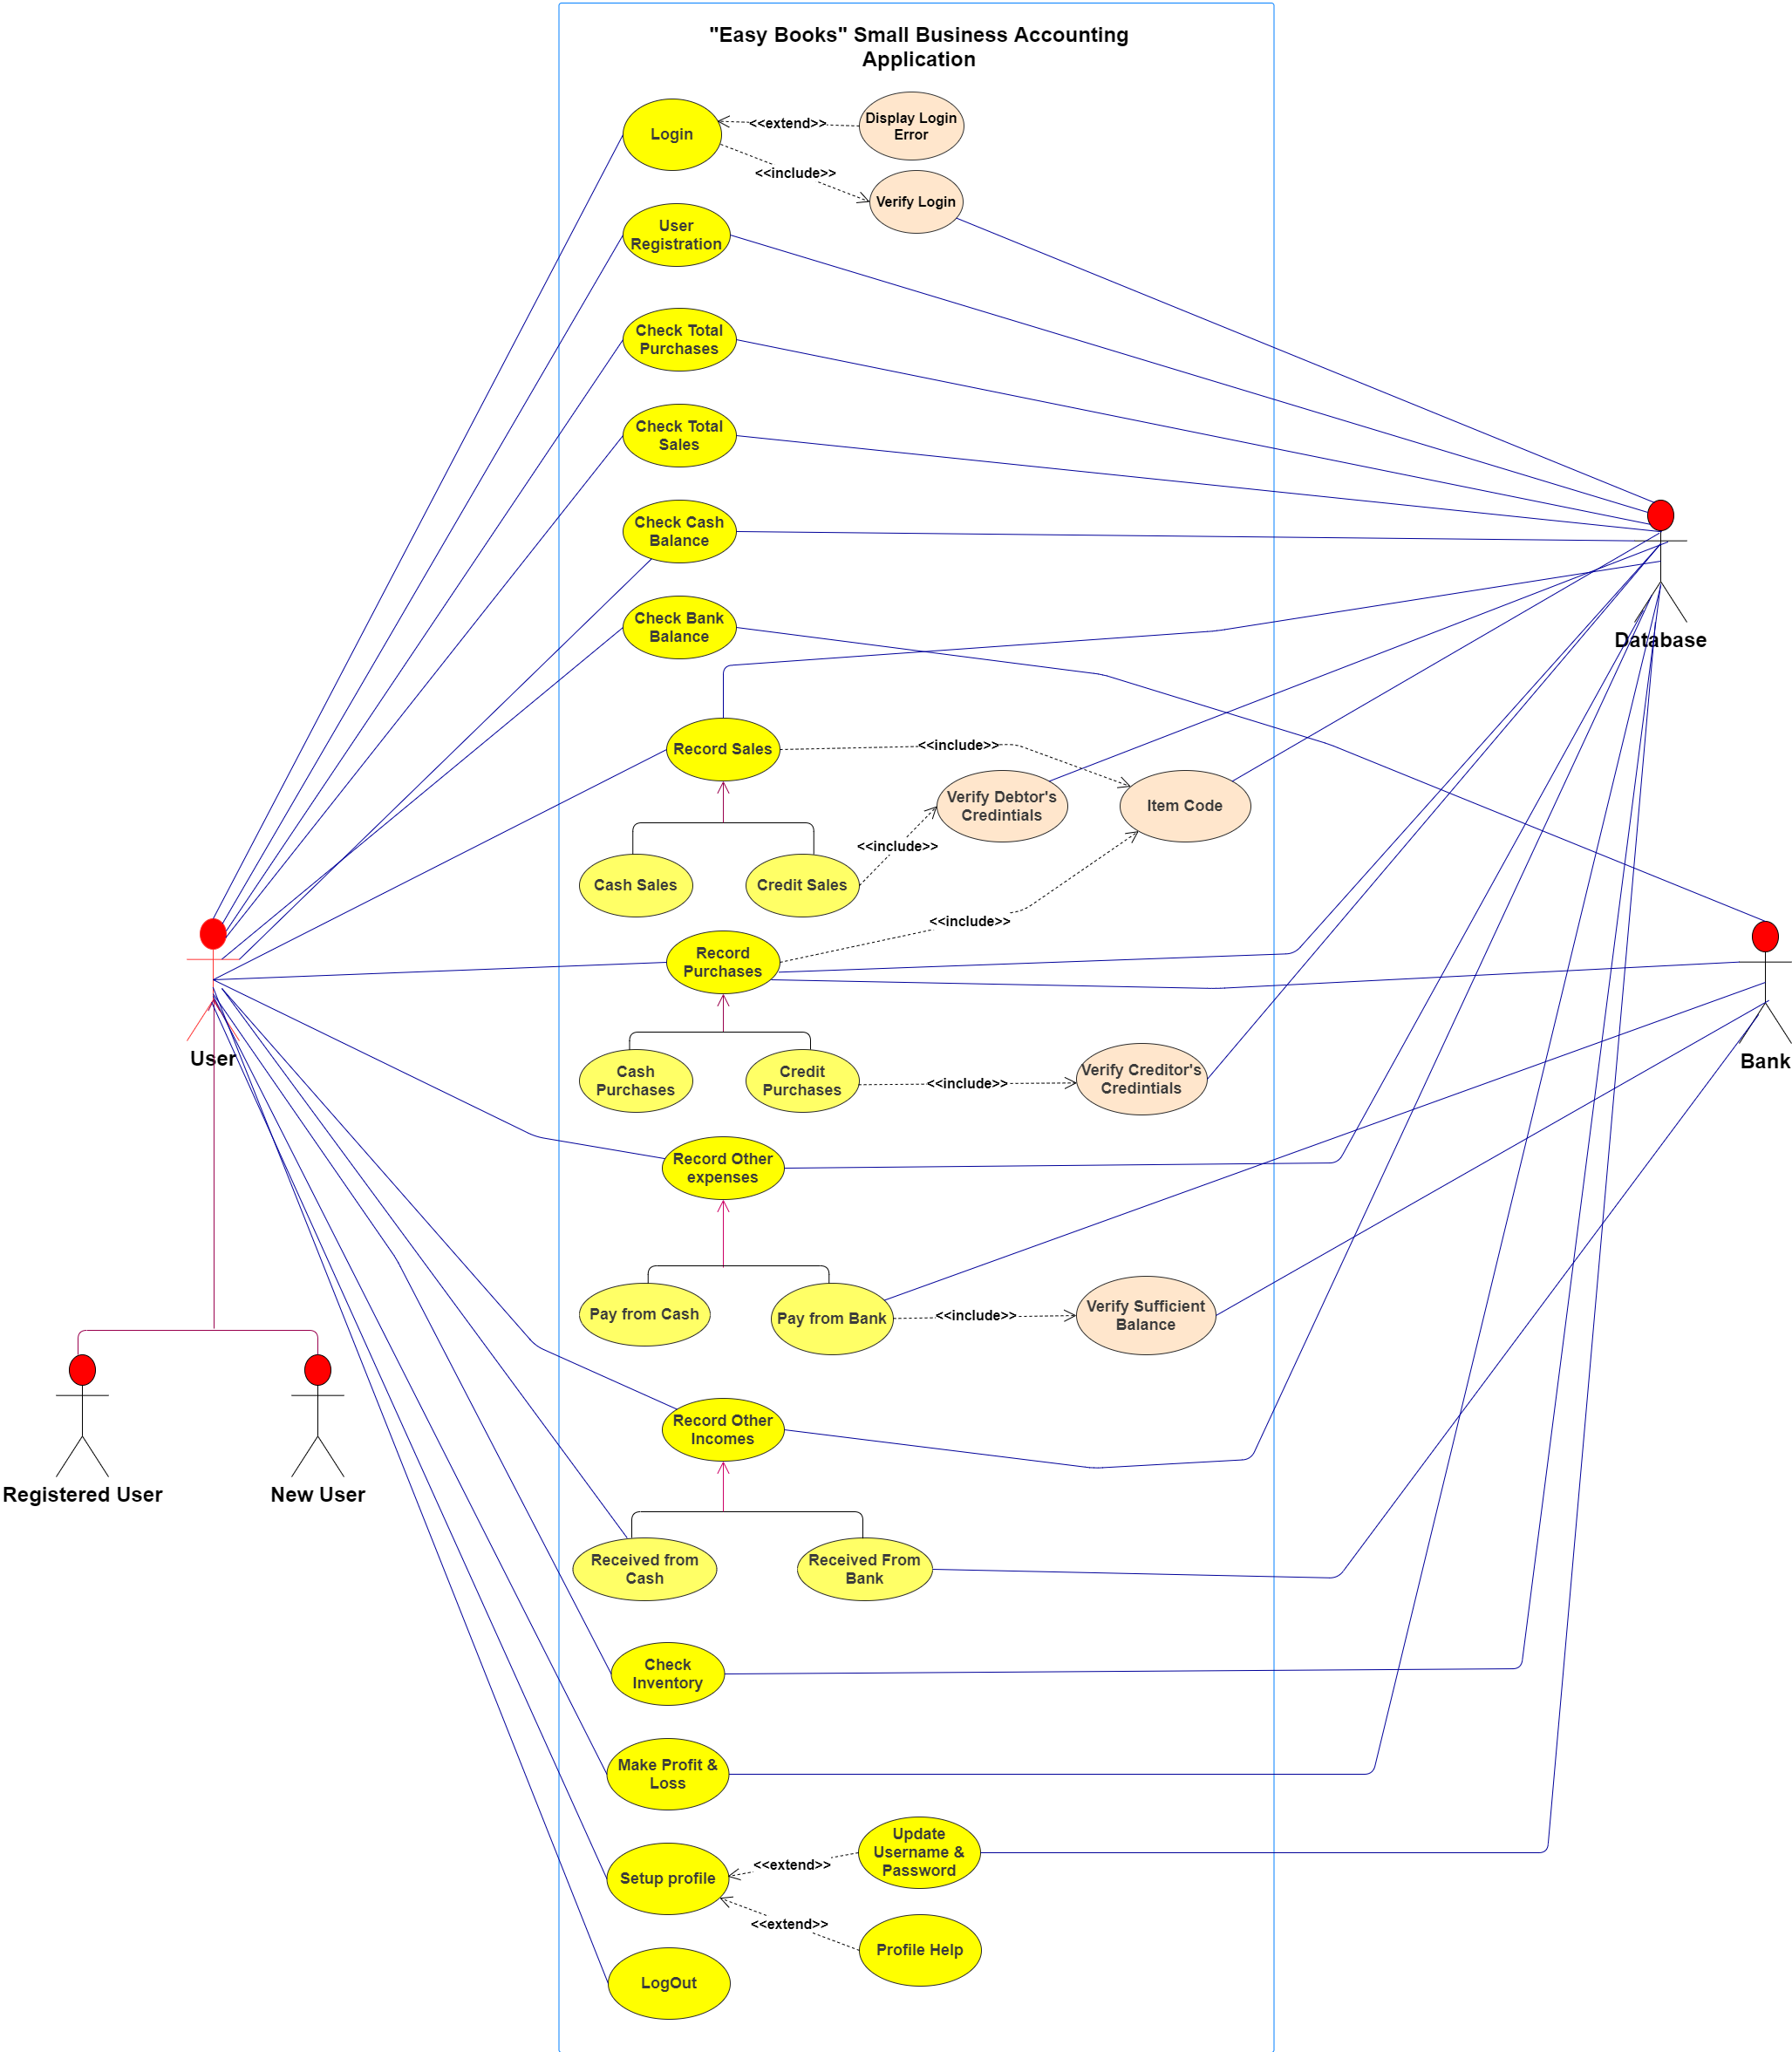 "Easy Books" Small Business Accounting
Application
Login
<<extend>>
Display Login
Error
<<include>>
Verify Login
User
Registration
Check Total
Purchases
Check Total
Sales
Check Cash
Balance
Check Bank
Balance
Database
Record Sales
<<include>>
Verify Debtor's
Credintials
Item Code
<<include>>
Cash Sales
Credit Sales
<<include>>
Record
Purchases
User
Bank
Cash
Purchases
Credit
Purchases
<<include>>
Verify Creditor's
Credintials
Record Other
expenses
Pay from Cash
Pay from Bank
<<include>>
Verify Sufficient
Balance
Record Other
Incomes
Registered User
New User
Received from
Cash
Received From
Bank
Check
Inventory
Make Profit &
Loss
Update
Username &
Password
<<extend>>
Setup profile
<<extend>>
Profile Help
LogOut